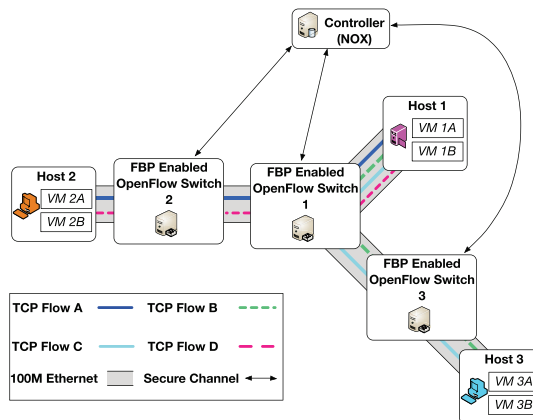 Controller
(NOX)
Host 1
VM 1A
VM 1B
Host 2
VM 2A
VM 2B
FBP Enabled
OpenFlow Switch
2
FBP Enabled
OpenFlow Switch
1
FBP Enabled
OpenFlow Switch
3
Host 3
VM 3A
VM 3B
TCP Flow A
TCP Flow B
TCP Flow C
TCP Flow D
100M Ethernet
Secure Channel